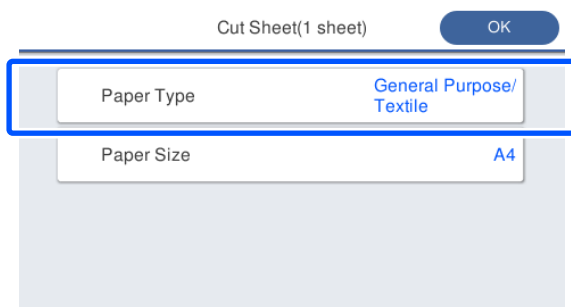 Cut Sheet(1 sheet)
OK
Paper Type
General Purpose/
Textile
Paper Size
A4